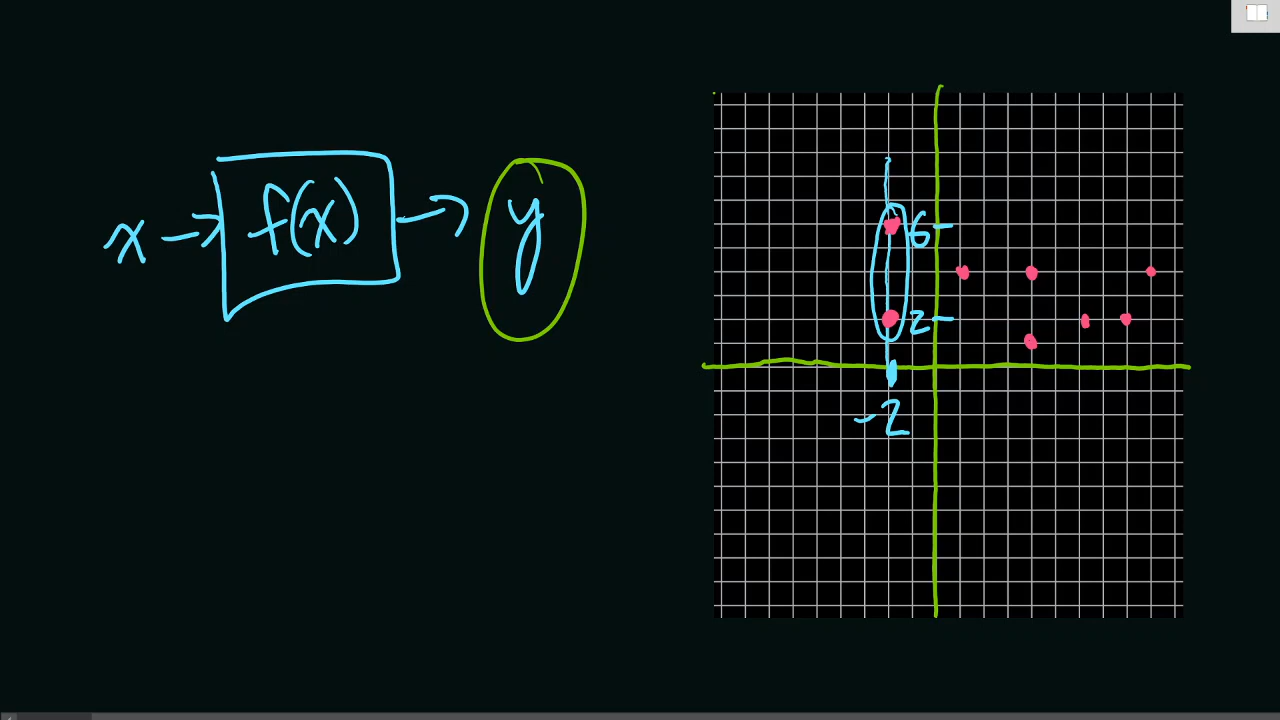 x → f(x) → y
6
2
-2